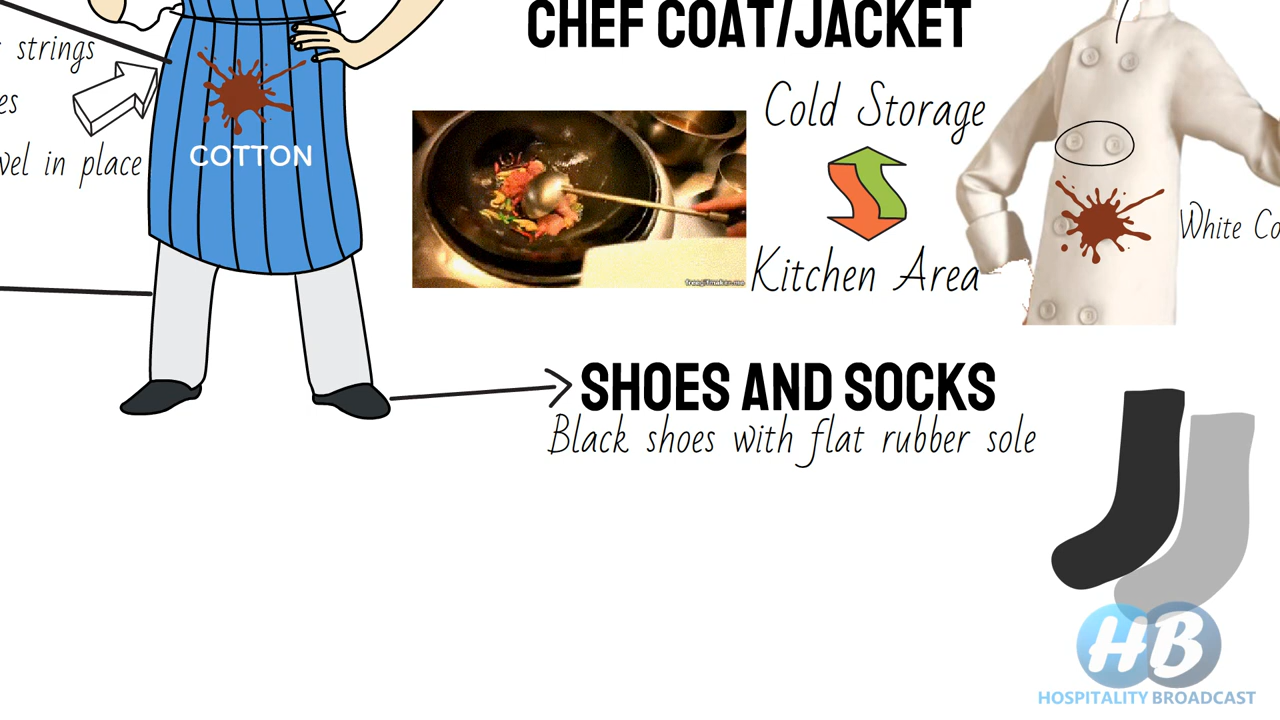 CHEF COAT/JACKET
strings
es
vel in place
COTTON
Cold Storage
Kitchen Area
White Co
SHOES AND SOCKS
Black shoes with flat rubber sole
HB
HOSPITALITY BROADCAST